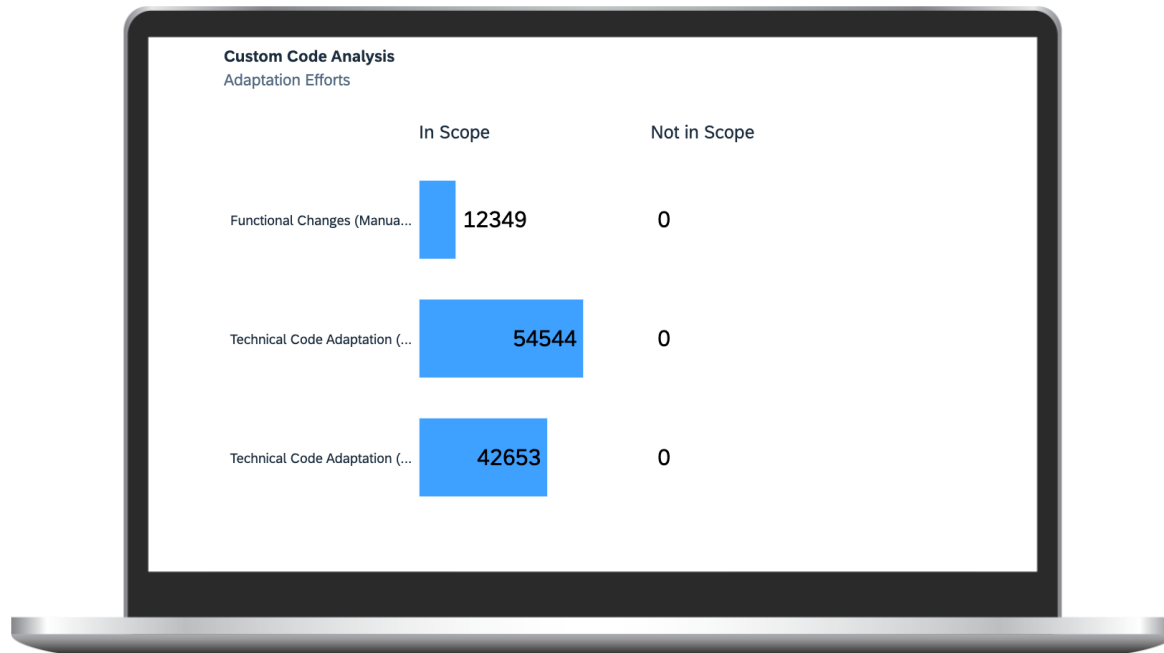 Custom Code Analysis
Adaptation Efforts
In Scope Not in Scope
Functional Changes (Manua... 12349 0
Technical Code Adaptation (... 54544 0
Technical Code Adaptation (... 42653 0